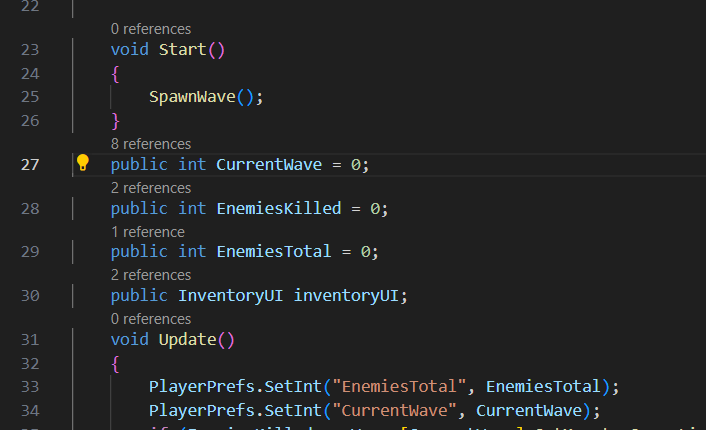 22
0 references
23 void Start()
24 {
25 SpawnWave();
26 }
8 references
27 public int CurrentWave = 0;
2 references
28 public int EnemiesKilled = 0;
1 reference
29 public int EnemiesTotal = 0;
2 references
30 public InventoryUI inventoryUI;
0 references
31 void Update()
32 {
33 PlayerPrefs.SetInt("EnemiesTotal", EnemiesTotal);
34 PlayerPrefs.SetInt("CurrentWave", CurrentWave);